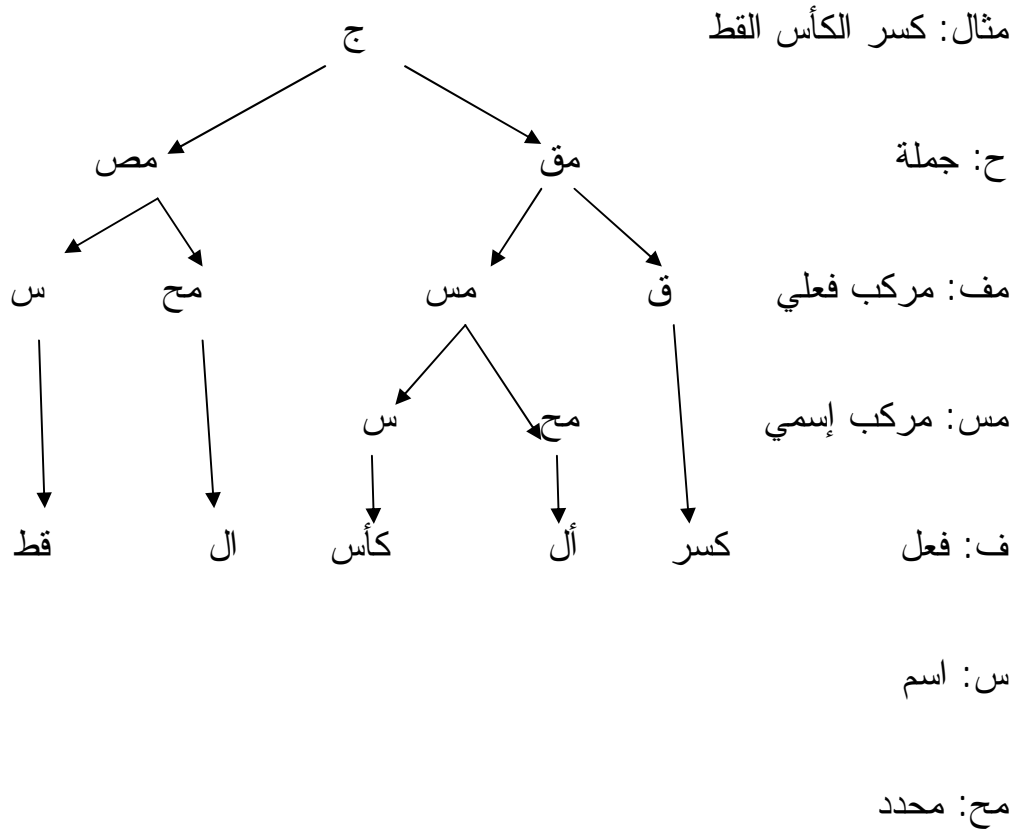 مثال: كسر الكأس القط ج
ح: جملة مق مص
مف: مركب فعلي ق مس مح س
مس: مركب إسمي مح س
ف: فعل كسر أل كأس ال قط
س: اسم
مح: محدد